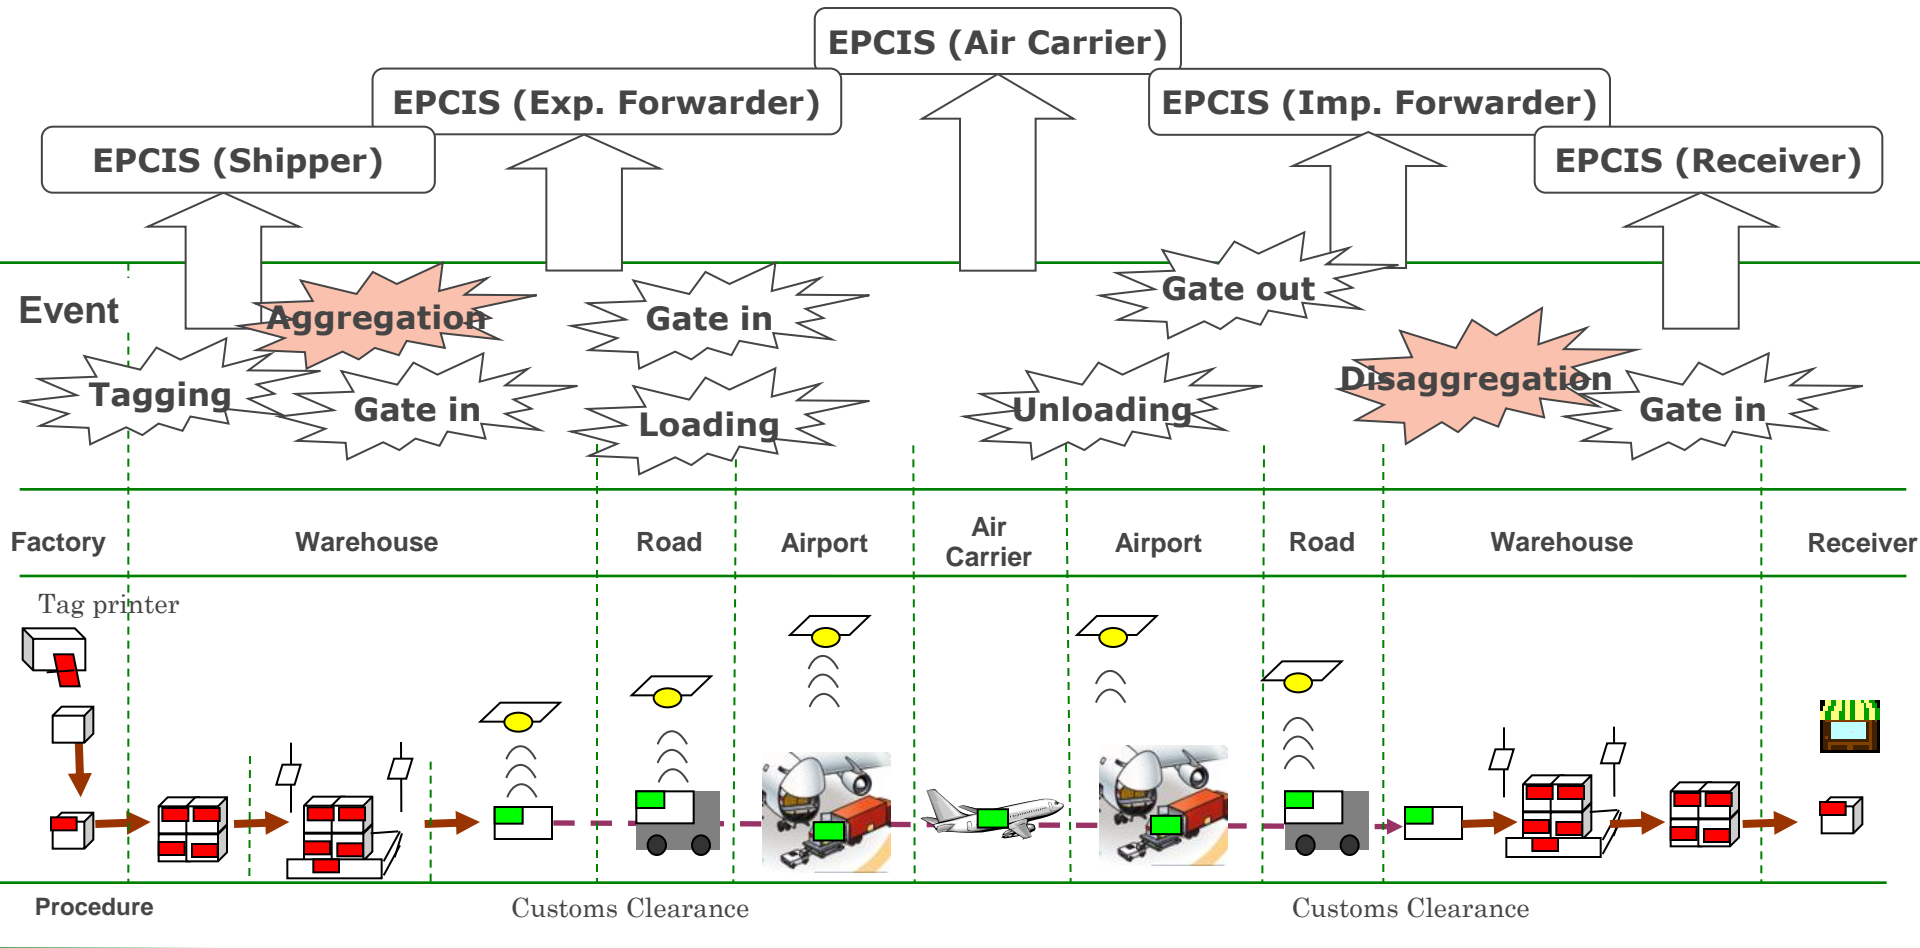 EPCIS (Air Carrier)
EPCIS (Exp. Forwarder)
EPCIS (Imp. Forwarder)
EPCIS (Shipper)
EPCIS (Receiver)
Event
Aggregation
Gate in
Gate out
Tagging
Gate in
Loading
Unloading
Disaggregation
Gate in
Factory
Warehouse
Road
Airport
Air
Carrier
Airport
Road
Warehouse
Receiver
Tag printer
Procedure
Customs Clearance
Customs Clearance